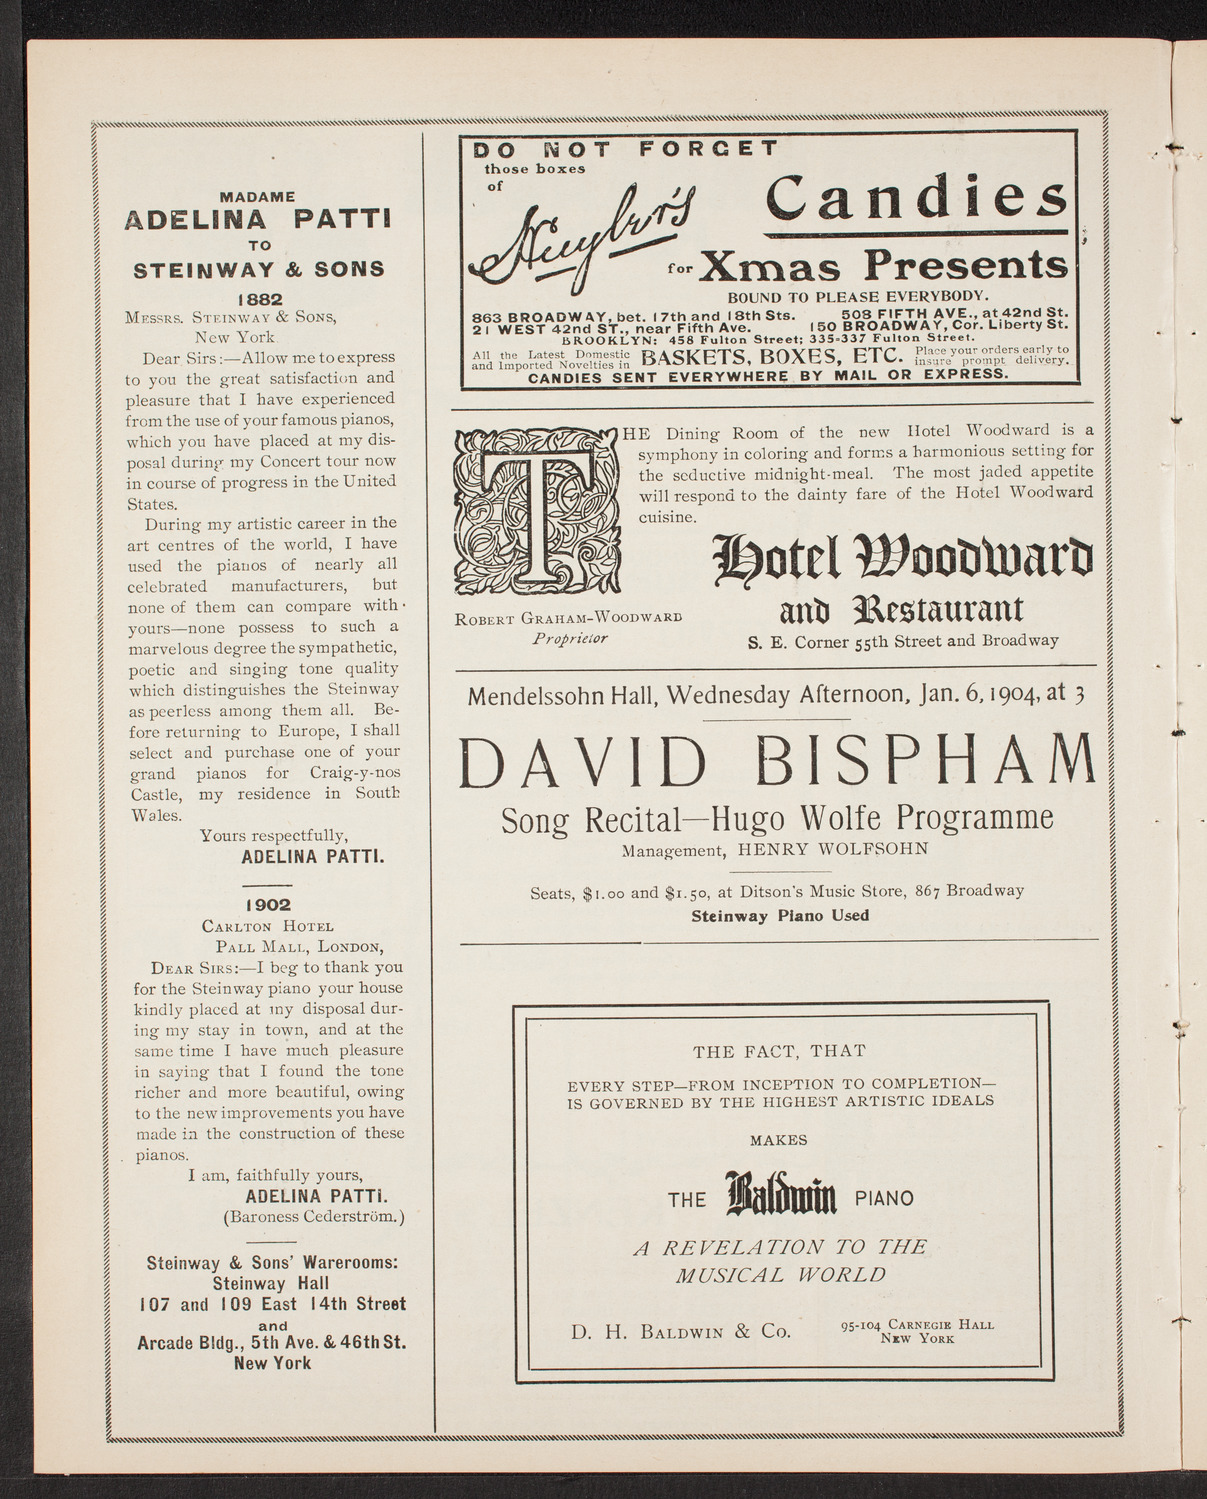 MADAME
ADELINA PATTI
TO
STEINWAY & SONS
1882
MESSRS. STEINWAY & SONS,
New York.
Dear Sirs:—Allow me to express
to you the great satisfaction and
pleasure that I have experienced
from the use of your famous pianos,
which you have placed at my dis-
posal during my Concert tour now
in course of progress in the United
States.
During my artistic career in the
art centres of the world, I have
used the pianos of nearly all
celebrated manufacturers, but
none of them can compare with
yours—none possess to such a
marvelous degree the sympathetic,
poetic and singing tone quality
which distinguishes the Steinway
as peerless among them all. Be-
fore returning to Europe, I shall
select and purchase one of your
grand pianos for Craig-y-nos
Castle, my residence in South
Wales.
Yours respectfully,
ADELINA PATTI.
1902
CARLTON HOTEL
PALL MALL, LONDON,
DEAR SIRS:—I beg to thank you
for the Steinway piano your house
kindly placed at my disposal dur-
ing my stay in town, and at the
same time I have much pleasure
in saying that I found the tone
richer and more beautiful, owing
to the new improvements you have
made in the construction of these
pianos.
I am, faithfully yours,
ADELINA PATTI.
(Baroness Cederström.)
Steinway & Sons' Warerooms:
Steinway Hall
107 and 109 East 14th Street
and
Arcade Bldg., 5th Ave. & 46th St.
New York
DO NOT FORGET
those boxes
of
Huyler's Candies
for Xmas Presents
BOUND TO PLEASE EVERYBODY.
863 BROADWAY, bet. 17th and 18th Sts. 508 FIFTH AVE., at 42nd St.
21 WEST 42nd ST., near Fifth Ave. 150 BROADWAY, Cor. Liberty St.
BROOKLYN: 458 Fulton Street; 335-337 Fulton Street.
All the Latest Domestic and Imported Novelties in BASKETS, BOXES, ETC. Place your orders early to insure prompt delivery.
CANDIES SENT EVERYWHERE BY MAIL OR EXPRESS.
THE Dining Room of the new Hotel Woodward is a
symphony in coloring and forms a harmonious setting for
the seductive midnight-meal. The most jaded appetite
will respond to the dainty fare of the Hotel Woodward
cuisine.
Hotel Woodward
and Restaurant
ROBERT GRAHAM-WOODWARD
Proprietor
S. E. Corner 55th Street and Broadway
Mendelssohn Hall, Wednesday Afternoon, Jan. 6, 1904, at 3
DAVID BISPHAM
Song Recital—Hugo Wolfe Programme
Management, HENRY WOLFSOHN
Seats, $1.00 and $1.50, at Ditson's Music Store, 867 Broadway
Steinway Piano Used
THE FACT, THAT
EVERY STEP—FROM INCEPTION TO COMPLETION—
IS GOVERNED BY THE HIGHEST ARTISTIC IDEALS
MAKES
THE Baldwin PIANO
A REVELATION TO THE
MUSICAL WORLD
D. H. BALDWIN & CO. 95-104 CARNEGIE HALL
NEW YORK